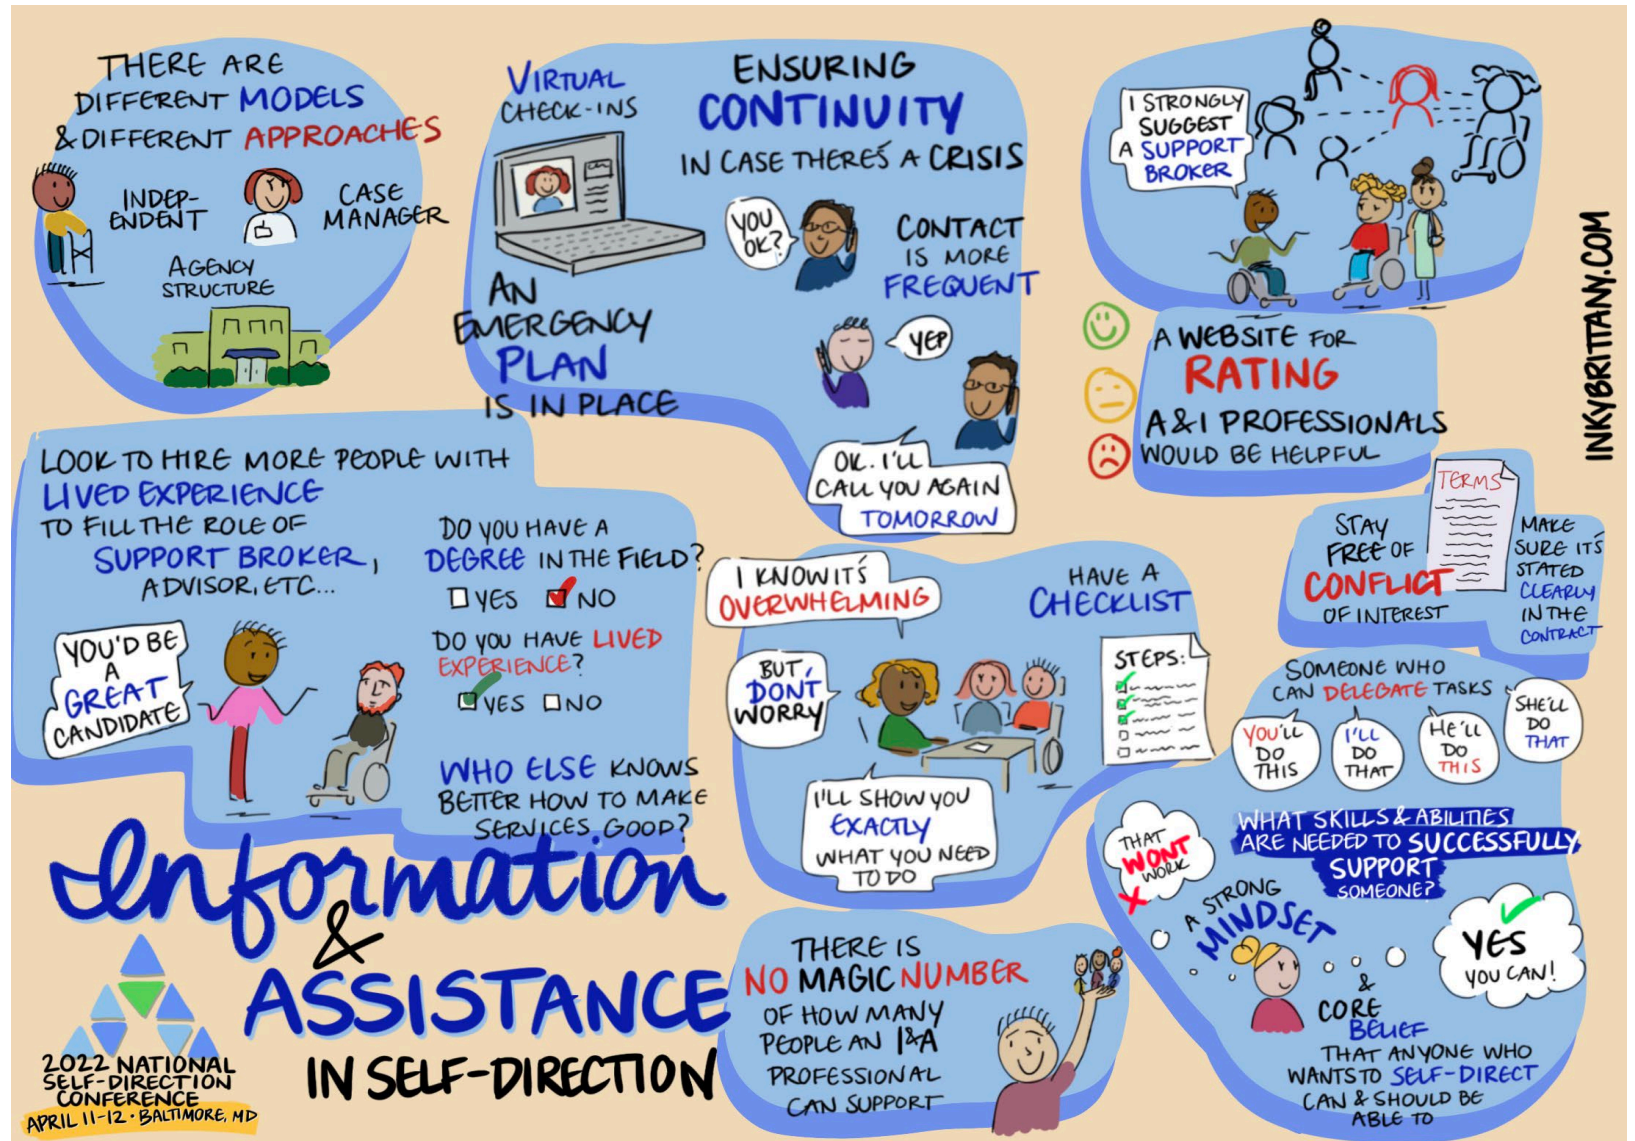 THERE ARE
DIFFERENT MODELS
& DIFFERENT APPROACHES
INDEP-
ENDENT
CASE
MANAGER
AGENCY
STRUCTURE
VIRTUAL
CHECK-INS
ENSURING
CONTINUITY
IN CASE THERE'S A CRISIS
YOU
OK?
CONTACT
IS MORE
FREQUENT
AN
EMERGENCY
PLAN
IS IN PLACE
YEP
OK. I'LL
CALL YOU AGAIN
TOMORROW
I STRONGLY
SUGGEST
A SUPPORT
BROKER
A WEBSITE FOR
RATING
A & I PROFESSIONALS
WOULD BE HELPFUL
INKYBRITTANY.COM
LOOK TO HIRE MORE PEOPLE WITH
LIVED EXPERIENCE
TO FILL THE ROLE OF
SUPPORT BROKER,
ADVISOR, ETC...
YOU'D BE
A
GREAT
CANDIDATE
DO YOU HAVE A
DEGREE IN THE FIELD?
YES NO
DO YOU HAVE LIVED
EXPERIENCE?
YES NO
WHO ELSE KNOWS
BETTER HOW TO MAKE
SERVICES GOOD?
I KNOW IT'S
OVERWHELMING
BUT,
DON'T
WORRY
HAVE A
CHECKLIST
STEPS:
I'LL SHOW YOU
EXACTLY
WHAT YOU NEED
TO DO
STAY
FREE OF
CONFLICT
OF INTEREST
TERMS
MAKE
SURE IT'S
STATED
CLEARLY
IN THE
CONTRACT
SOMEONE WHO
CAN DELEGATE TASKS
YOU'LL
DO
THIS
I'LL
DO
THAT
HE'LL
DO
THIS
SHE'LL
DO
THAT
WHAT SKILLS & ABILITIES
ARE NEEDED TO SUCCESSFULLY
SUPPORT
SOMEONE?
THAT
WONT
WORK
A STRONG
MINDSET
&
CORE
BELIEF
THAT ANYONE WHO
WANTS TO SELF-DIRECT
CAN & SHOULD BE
ABLE TO
YES
YOU CAN!
THERE IS
NO MAGIC NUMBER
OF HOW MANY
PEOPLE AN I&A
PROFESSIONAL
CAN SUPPORT
Information
&
ASSISTANCE
IN SELF-DIRECTION
2022 NATIONAL
SELF-DIRECTION
CONFERENCE
APRIL 11-12 • BALTIMORE, MD